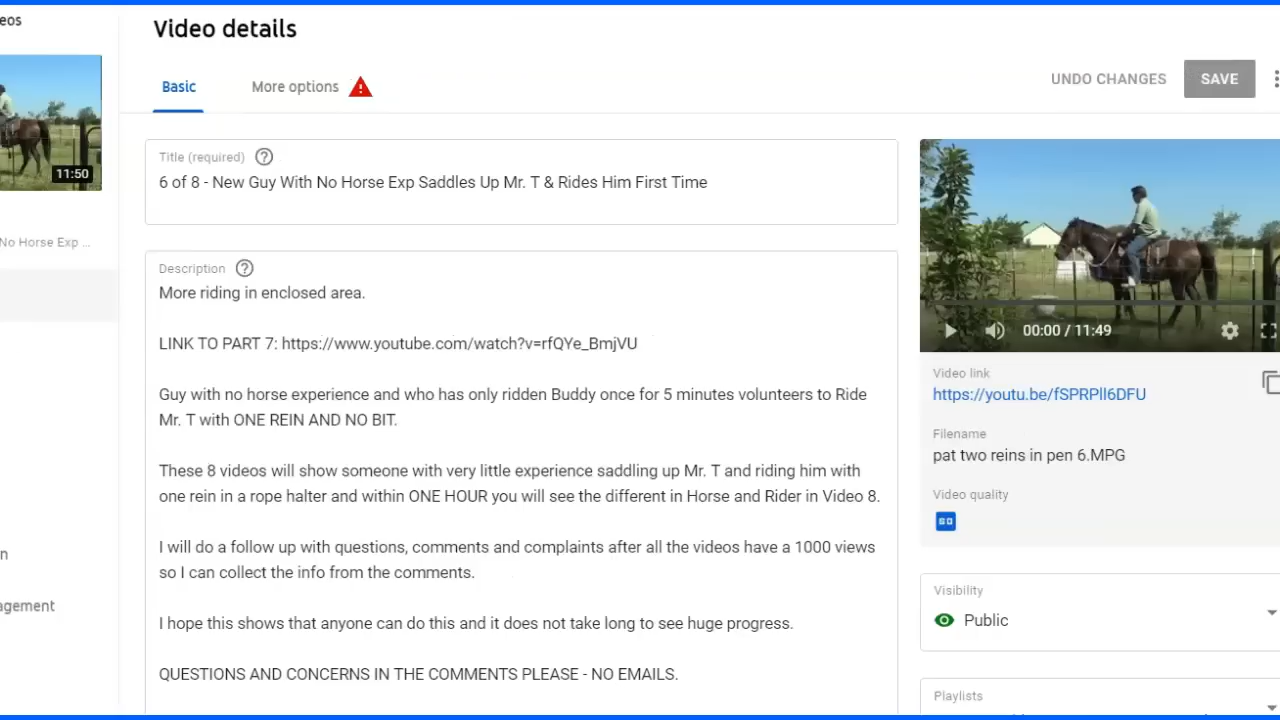 eos
Video details
Basic
More options
UNDO CHANGES
SAVE
11:50
No Horse Exp ...
n
agement
Title (required)
6 of 8 - New Guy With No Horse Exp Saddles Up Mr. T & Rides Him First Time
Description
More riding in enclosed area.
LINK TO PART 7: https://www.youtube.com/watch?v=rfQYe_BmjVU
Guy with no horse experience and who has only ridden Buddy once for 5 minutes volunteers to Ride
Mr. T with ONE REIN AND NO BIT.
These 8 videos will show someone with very little experience saddling up Mr. T and riding him with
one rein in a rope halter and within ONE HOUR you will see the different in Horse and Rider in Video 8.
I will do a follow up with questions, comments and complaints after all the videos have a 1000 views
so I can collect the info from the comments.
I hope this shows that anyone can do this and it does not take long to see huge progress.
QUESTIONS AND CONCERNS IN THE COMMENTS PLEASE - NO EMAILS.
00:00 / 11:49
Video link
https://youtu.be/fSPRPll6DFU
Filename
pat two reins in pen 6.MPG
Video quality
SD
Visibility
Public
Playlists